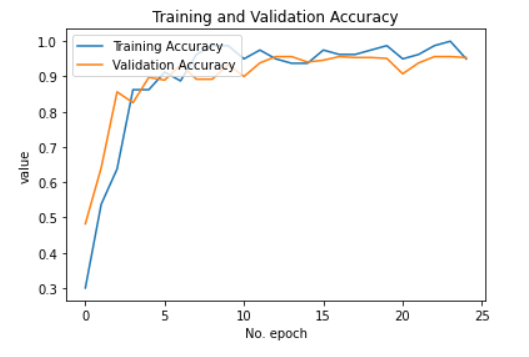 Training and Validation Accuracy
Training Accuracy
Validation Accuracy
value
1.0
0.9
0.8
0.7
0.6
0.5
0.4
0.3
0 5 10 15 20 25
No. epoch